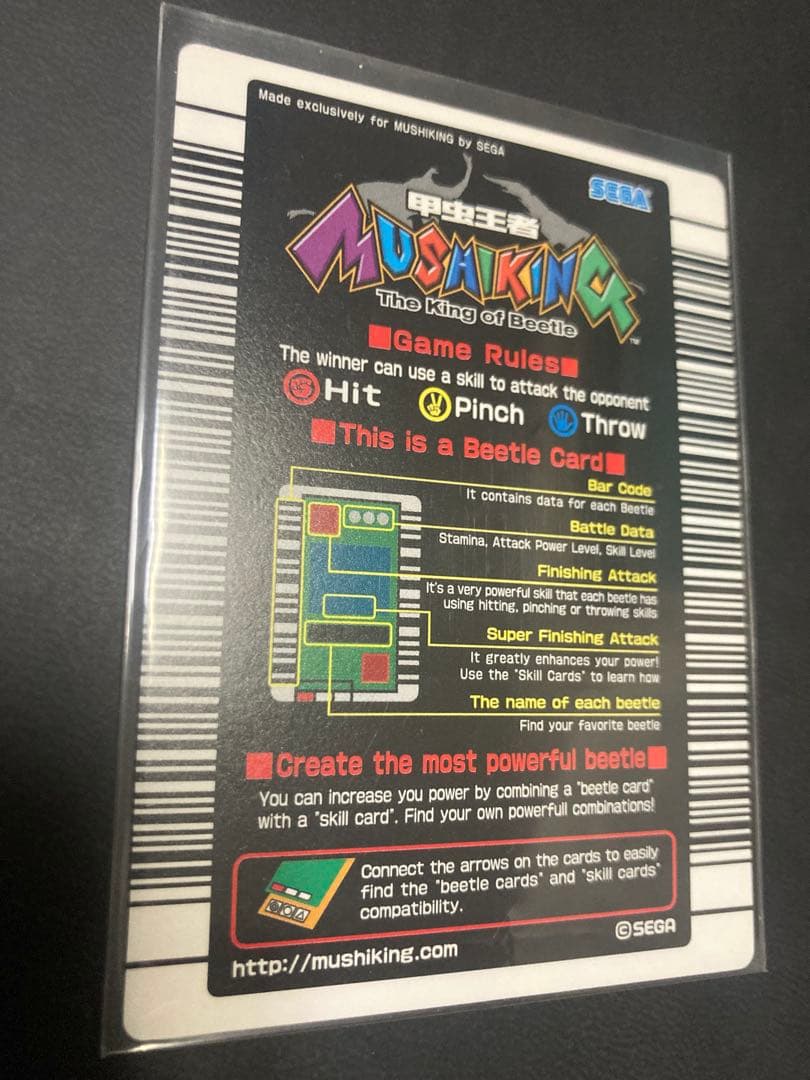 Made exclusively for MUSHIKING by SEGA
SEGA
甲虫王者
MUSHIKING
The King of Beetle
TM
■Game Rules■
The winner can use a skill to attack the opponent
Hit Pinch Throw
■This is a Beetle Card■
Bar Code
It contains data for each Beetle
Battle Data
Stamina, Attack Power Level, Skill Level
Finishing Attack
It's a very powerful skill that each beetle has
using hitting, pinching or throwing skills
Super Finishing Attack
It greatly enhances your power!
Use the "Skill Cards" to learn how
The name of each beetle
Find your favorite beetle
■Create the most powerful beetle■
You can increase you power by combining a "beetle card"
with a "skill card". Find your own powerfull combinations!
Connect the arrows on the cards to easily
find the "beetle cards" and "skill cards"
compatibility.
©SEGA
http://mushiking.com